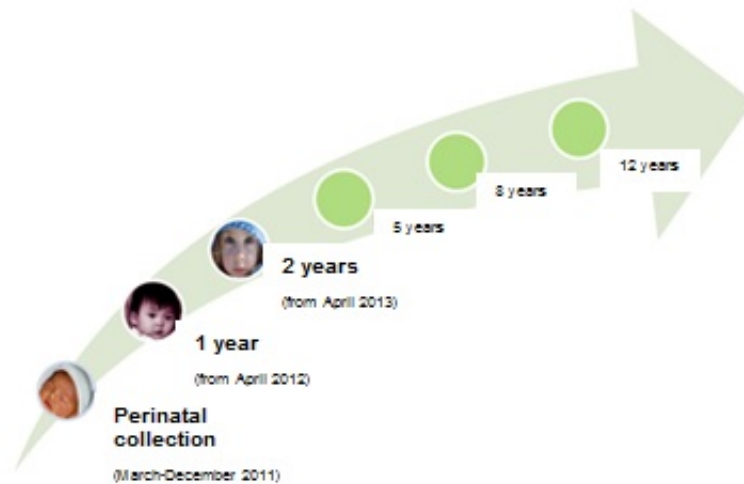 Perinatal
collection
(March-December 2011)
1 year
(from April 2012)
2 years
(from April 2013)
5 years
8 years
12 years